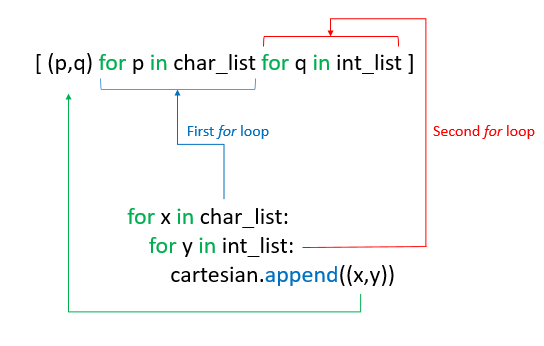 [ (p,q) for p in char_list for q in int_list ]
First for loop
Second for loop
for x in char_list:
for y in int_list:
cartesian.append((x,y))